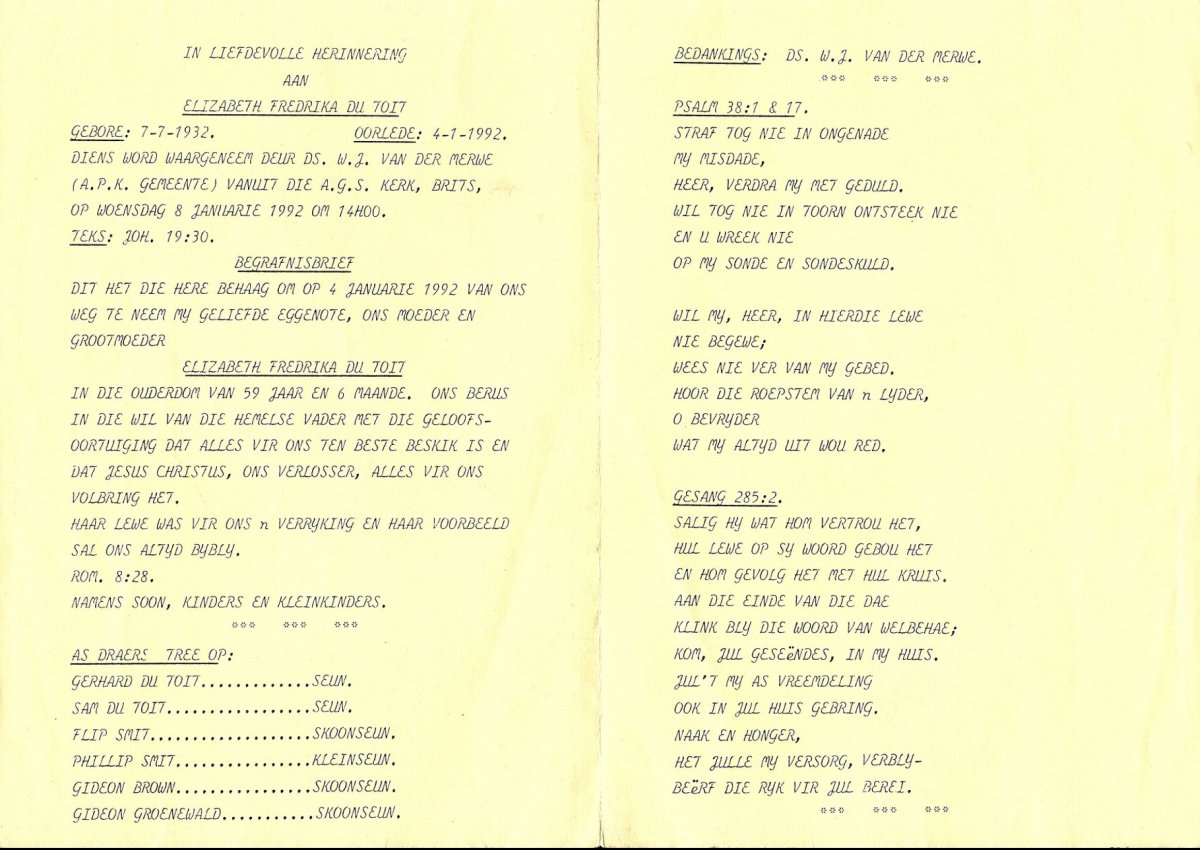 IN LIEFDEVOLLE HERINNERING
AAN
ELIZABETH FREDRIKA DU TOIT
GEBORE: 7-7-1932. OORLEDE: 4-1-1992.
DIENS WORD WAARGENEEM DEUR DS. W.J. VAN DER MERWE
(A.P.K. GEMEENTE) VANUIT DIE A.G.S. KERK, BRITS,
OP WOENSDAG 8 JANUARIE 1992 OM 14H00.
TEKS: JOH. 19:30.
BEGRAFNISBRIEF
DIT HET DIE HERE BEHAAG OM OP 4 JANUARIE 1992 VAN ONS
WEG TE NEEM MY GELIEFDE EGGENOTE, ONS MOEDER EN
GROOTMOEDER
ELIZABETH FREDRIKA DU TOIT
IN DIE OUDERDOM VAN 59 JAAR EN 6 MAANDE. ONS BERUS
IN DIE WIL VAN DIE HEMELSE VADER MET DIE GELOOFS-
OORTUIGING DAT ALLES VIR ONS TEN BESTE BESKIK IS EN
DAT JESUS CHRISTUS, ONS VERLOSSER, ALLES VIR ONS
VOLBRING HET.
HAAR LEWE WAS VIR ONS n VERRYKING EN HAAR VOORBEELD
SAL ONS ALTYD BYBLY.
ROM. 8:28.
NAMENS SOON, KINDERS EN KLEINKINDERS.
*** *** ***
AS DRAERS TREE OP:
GERHARD DU TOIT.............SEUN.
SAM DU TOIT.................SEUN.
FLIP SMIT...................SKOONSEUN.
PHILLIP SMIT................KLEINSEUN.
GIDEON BROWN................SKOONSEUN.
GIDEON GROENEWALD...........SKOONSEUN.
BEDANKINGS: DS. W.J. VAN DER MERWE.
*** *** ***
PSALM 38:1 & 17.
STRAF TOG NIE IN ONGENADE
MY MISDADE,
HEER, VERDRA MY MET GEDULD.
WIL TOG NIE IN TOORN ONTSTEEK NIE
EN U WREEK NIE
OP MY SONDE EN SONDESKULD.
WIL MY, HEER, IN HIERDIE LEWE
NIE BEGEWE;
WEES NIE VER VAN MY GEBED.
HOOR DIE ROEPSTEM VAN n LYDER,
O BEVRYDER
WAT MY ALTYD UIT WOU RED.
GESANG 285:2.
SALIG HY WAT HOM VERTROU HET,
HUL LEWE OP SY WOORD GEBOU HET
EN HOM GEVOLG HET MET HUL KRUIS.
AAN DIE EINDE VAN DIE DAE
KLINK BLY DIE WOORD VAN WELBEHAE;
KOM, JUL GESEëNDES, IN MY HUIS.
JUL'T MY AS VREEMDELING
OOK IN JUL HUIS GEBRING.
NAAK EN HONGER,
HET JULLE MY VERSORG, VERBLY-
BEËRF DIE RYK VIR JUL BEREI.
*** *** ***